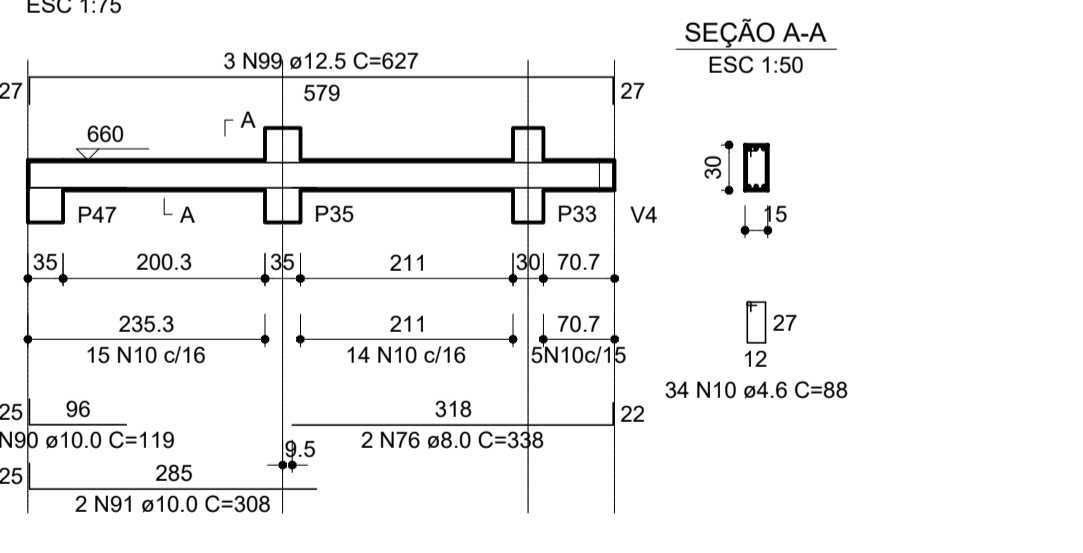 ESC 1:75
SEÇÃO A-A
ESC 1:50
3 N99 ø12.5 C=627
27
579
27
A
660
30
P47
A
P35
P33
V4
15
35
200.3
35
211
30
70.7
235.3
211
70.7
27
15 N10 c/16
14 N10 c/16
5N10c/15
12
34 N10 ø4.6 C=88
25
96
318
22
N90 ø10.0 C=119
2 N76 ø8.0 C=338
9.5
25
285
2 N91 ø10.0 C=308